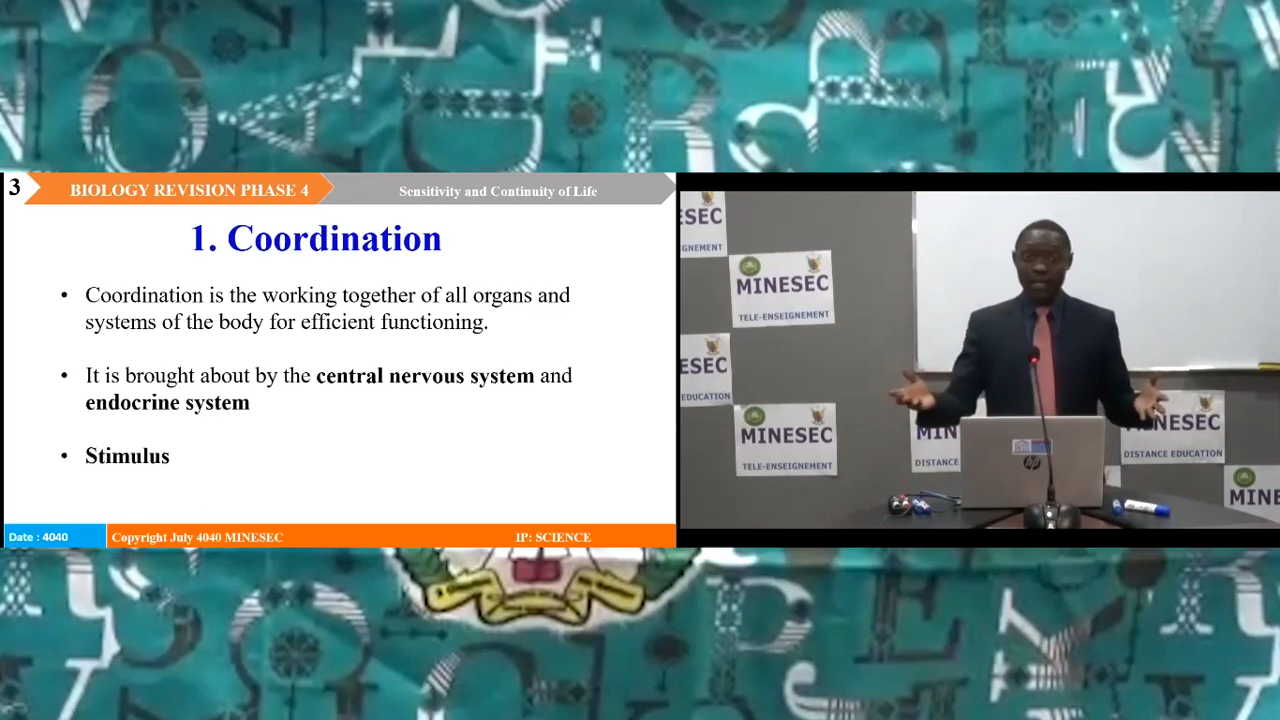 3
BIOLOGY REVISION PHASE 4
Sensitivity and Continuity of Life
1. Coordination
• Coordination is the working together of all organs and
systems of the body for efficient functioning.
• It is brought about by the central nervous system and
endocrine system
• Stimulus
Date : 4040
Copyright July 4040 MINESEC
IP: SCIENCE
ESEC
GNEMENT
MINESEC
TELE-ENSEIGNEMENT
ESEC
EDUCATION
MINESEC
TELE-ENSEIGNEMENT
MIN
DISTANCE
hp
MINESEC
DISTANCE EDUCATION
MINE